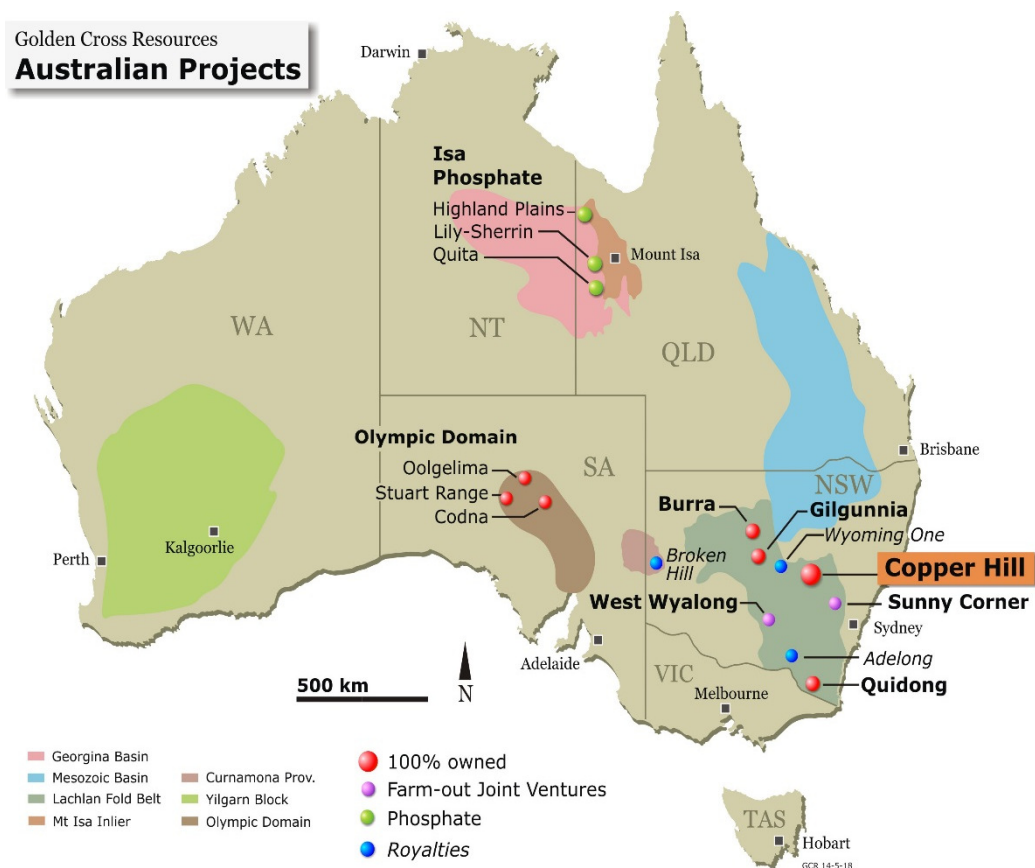 Golden Cross Resources
Australian Projects
Darwin
Isa
Phosphate
Highland Plains
Lily-Sherrin
Quita
Mount Isa
WA
NT
QLD
Olympic Domain
Oolgelima
Stuart Range
Codna
SA
Brisbane
NSW
Burra
Gilgunnia
Wyoming One
Kalgoorlie
Perth
Broken
Hill
Copper Hill
West Wyalong
Sunny Corner
Sydney
Adelaide
Adelong
VIC
Quidong
500 km
N
Melbourne
Georgina Basin
Mesozoic Basin
Lachlan Fold Belt
Mt Isa Inlier
Curnamona Prov.
Yilgarn Block
Olympic Domain
100% owned
Farm-out Joint Ventures
Phosphate
Royalties
TAS
Hobart
GCR 14-5-18